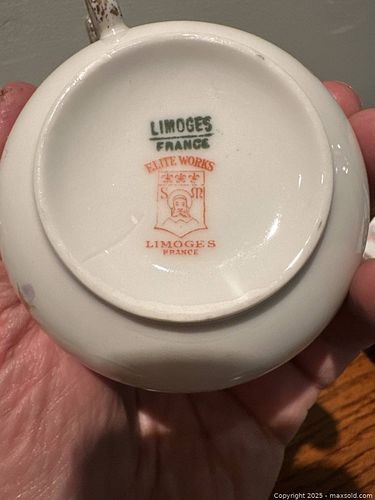 LIMOGES
FRANCE
ELITE WORKS
S M
LIMOGES
FRANCE
Copyright 2025 - maxsold.com